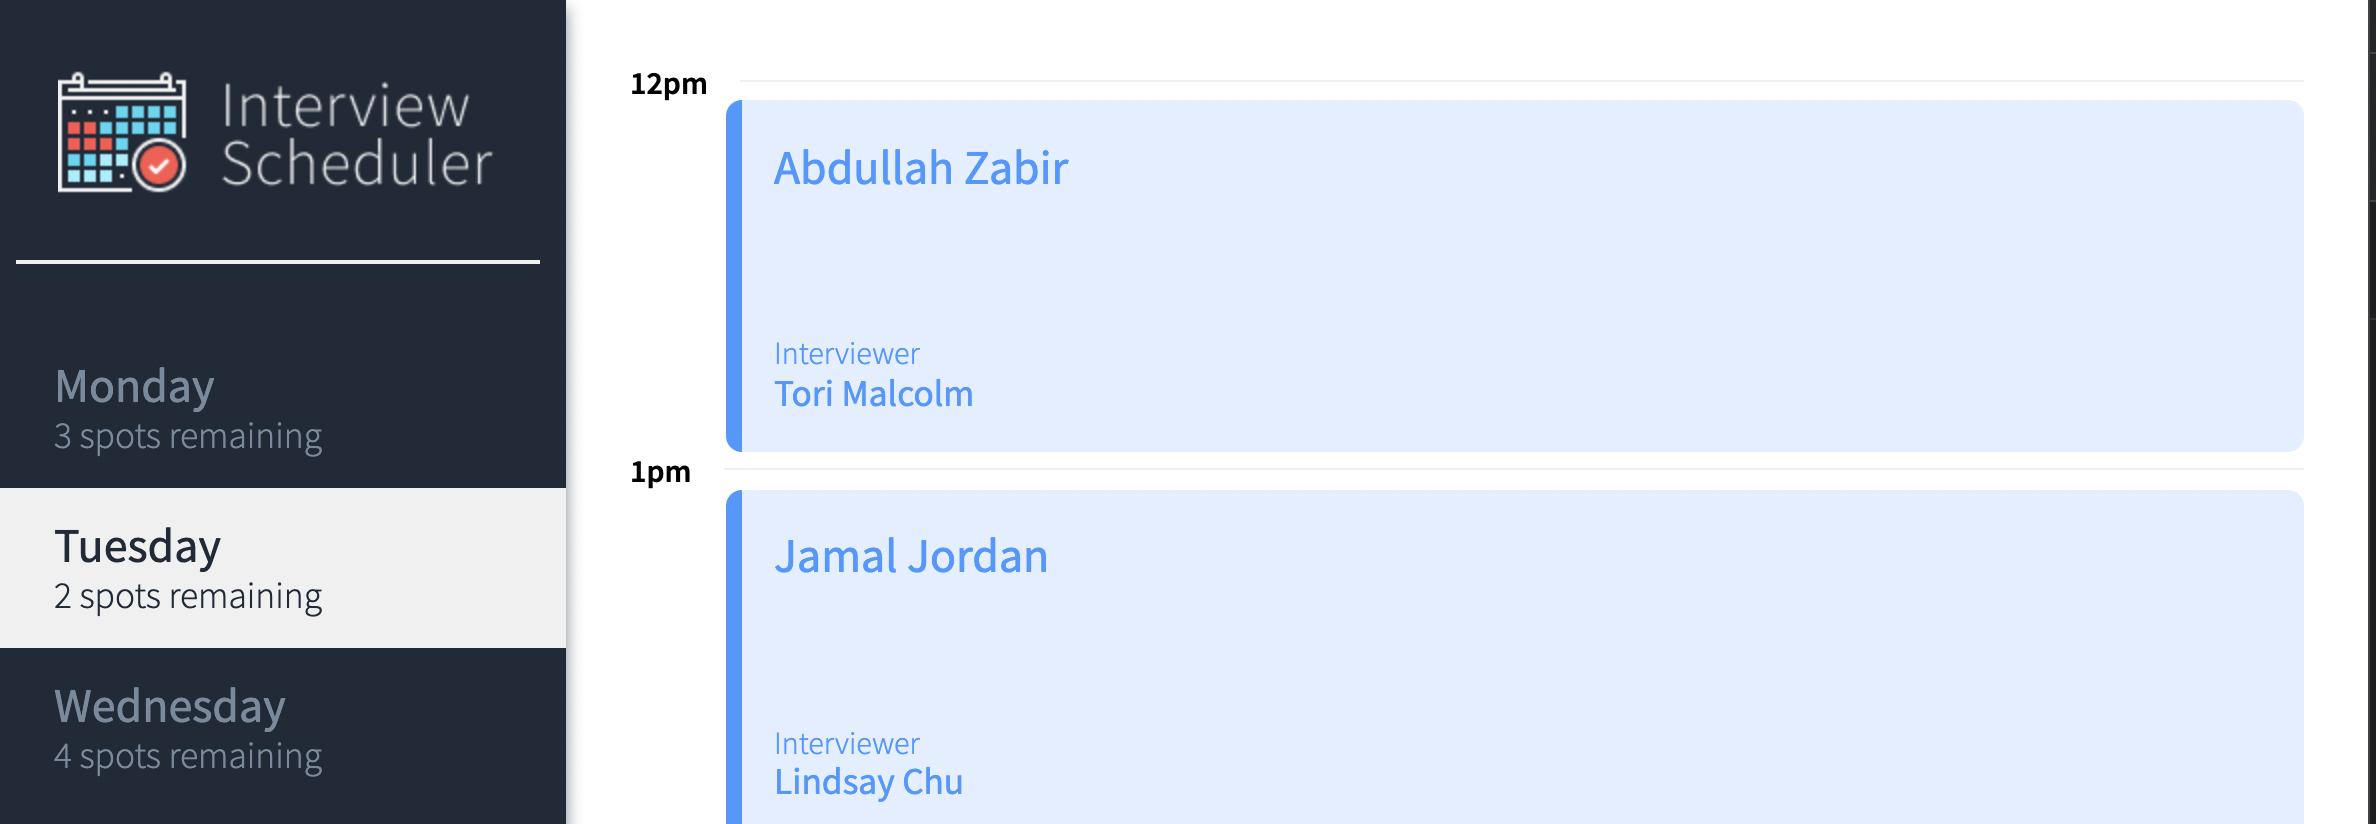 Interview
Scheduler
Monday
3 spots remaining
Tuesday
2 spots remaining
Wednesday
4 spots remaining
12pm
Abdullah Zabir
Interviewer
Tori Malcolm
1pm
Jamal Jordan
Interviewer
Lindsay Chu